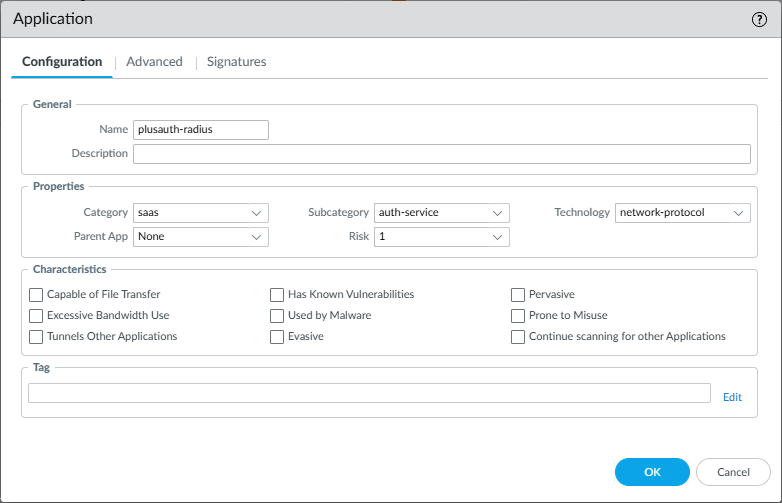 Application
Configuration Advanced Signatures
General
Name plusauth-radius
Description
Properties
Category saas Subcategory auth-service Technology network-protocol
Parent App None Risk 1
Characteristics
Capable of File Transfer Has Known Vulnerabilities Pervasive
Excessive Bandwidth Use Used by Malware Prone to Misuse
Tunnels Other Applications Evasive Continue scanning for other Applications
Tag
Edit
OK Cancel